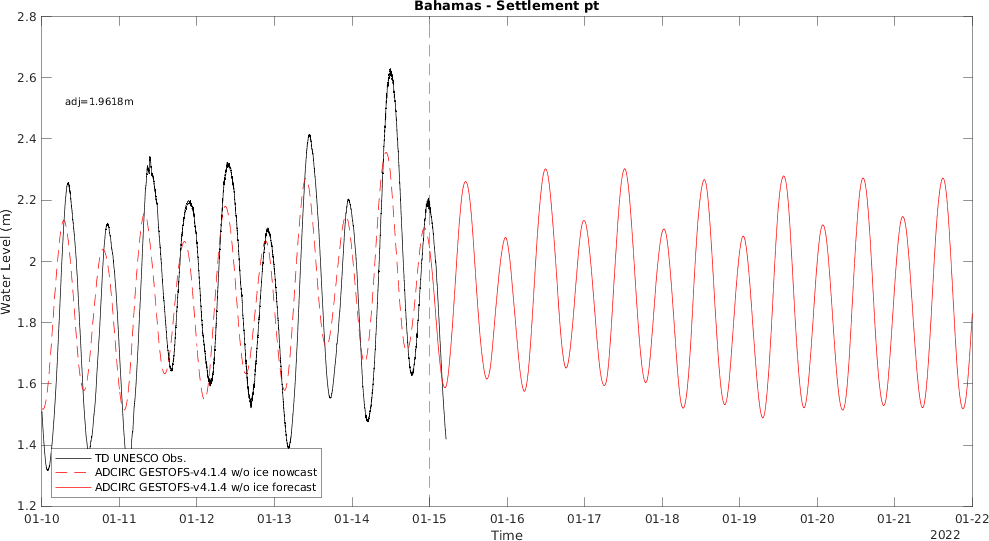 Bahamas - Settlement pt
2.8
2.6
2.4
2.2
2
1.8
1.6
1.4
1.2
Water Level (m)
adj=1.9618m
TD UNESCO Obs.
ADCIRC GESTOFS-v4.1.4 w/o ice nowcast
ADCIRC GESTOFS-v4.1.4 w/o ice forecast
01-10 01-11 01-12 01-13 01-14 01-15 01-16 01-17 01-18 01-19 01-20 01-21 01-22
Time
2022